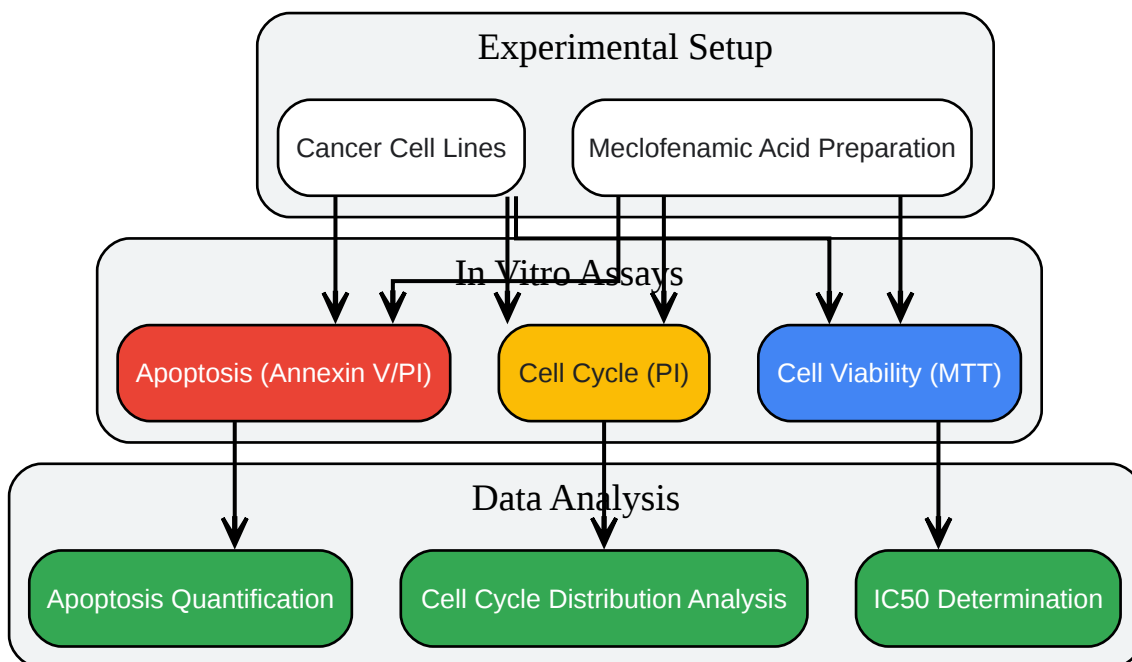 Experimental Setup
Cancer Cell Lines
Meclofenamic Acid Preparation
In Vitro Assays
Apoptosis (Annexin V/PI)
Cell Cycle (PI)
Cell Viability (MTT)
Data Analysis
Apoptosis Quantification
Cell Cycle Distribution Analysis
IC50 Determination